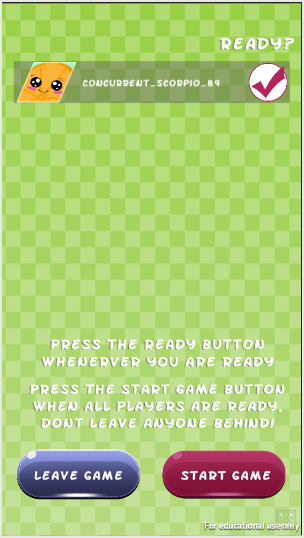 READY?
CONCURRENT_SCORPIO_89
PRESS THE READY BUTTON
WHENERVER YOU ARE READY
PRESS THE START GAME BUTTON
WHEN ALL PLAYERS ARE READY,
DONT LEAVE ANYONE BEHIND!
LEAVE GAME
START GAME
For educational use only